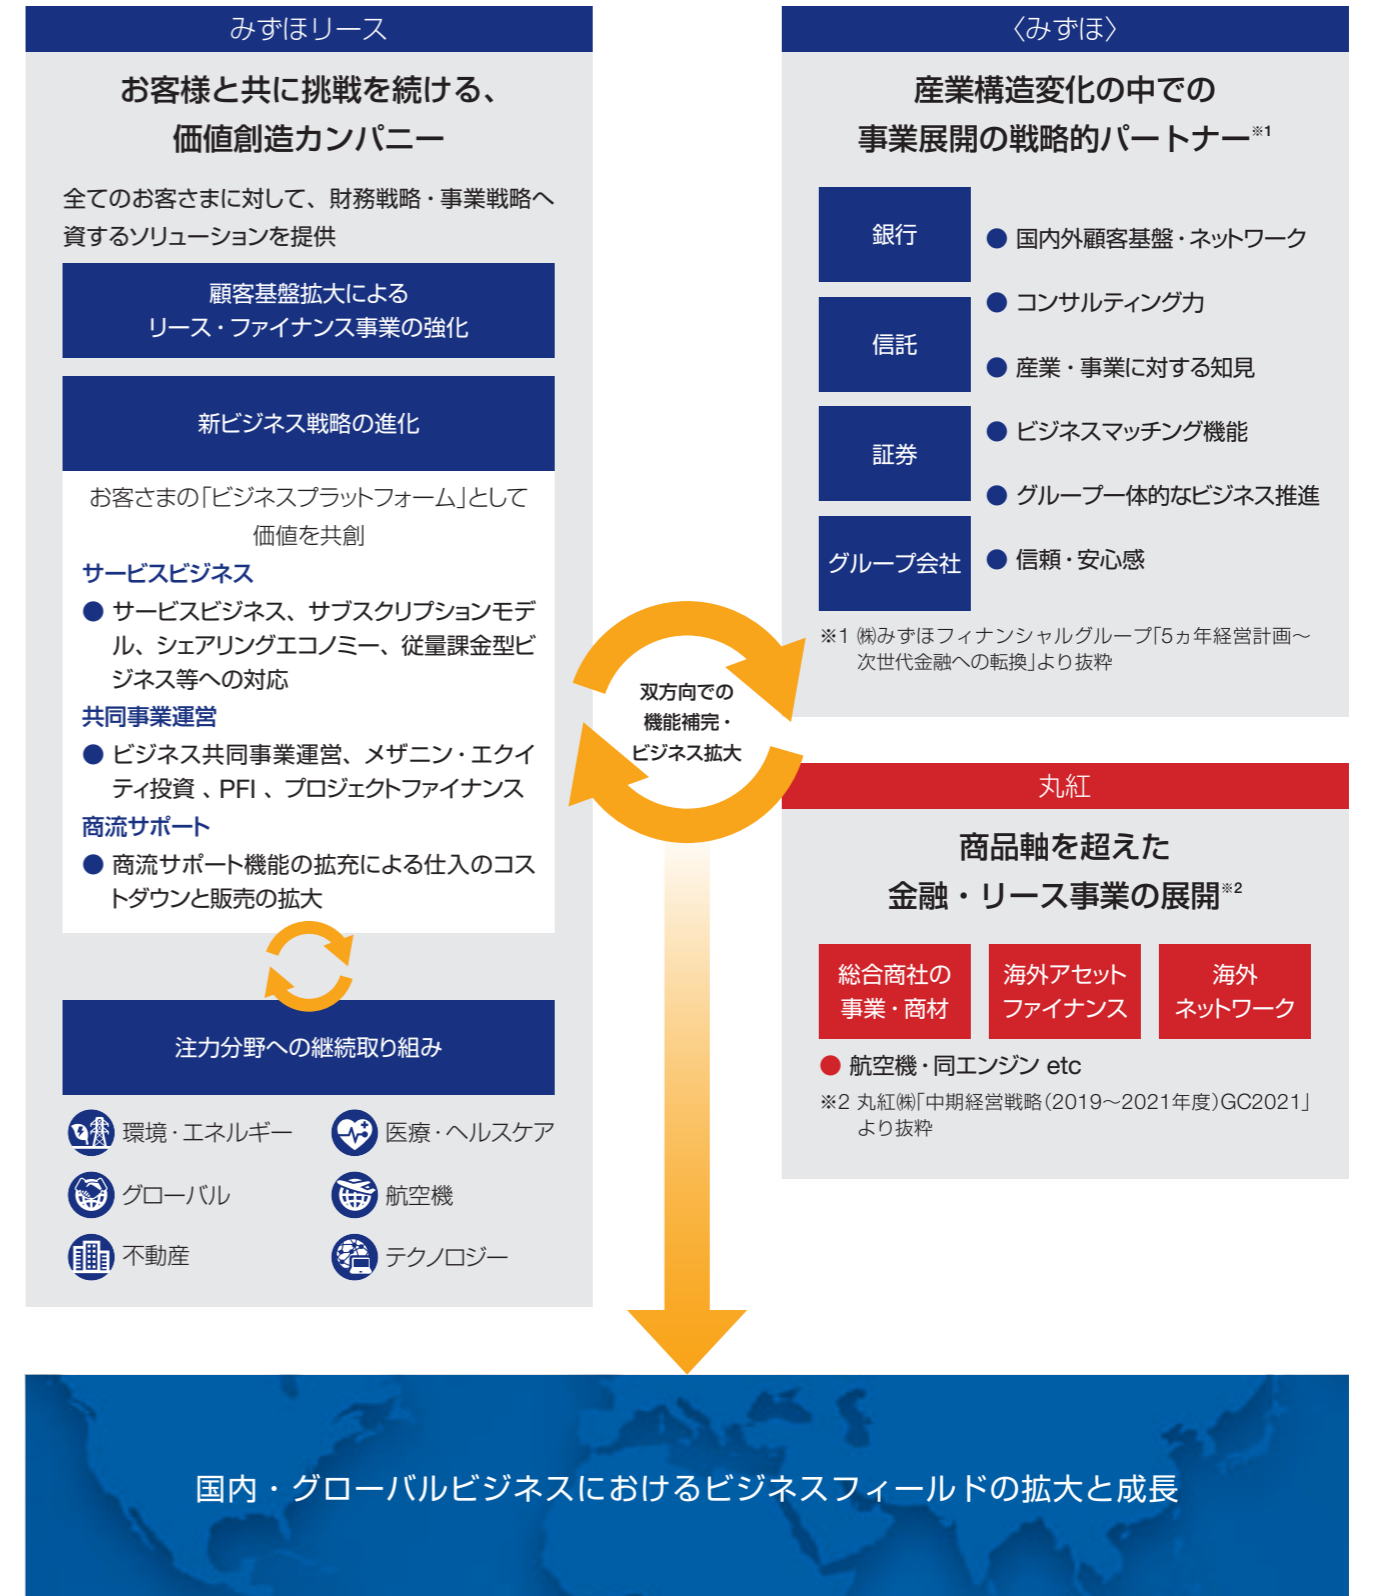 みずほリース
お客様と共に挑戦を続ける、
価値創造カンパニー
全てのお客さまに対して、財務戦略・事業戦略へ
資するソリューションを提供
顧客基盤拡大による
リース・ファイナンス事業の強化
新ビジネス戦略の進化
お客さまの「ビジネスプラットフォーム」として
価値を共創
サービスビジネス
● サービスビジネス、サブスクリプションモデ
ル、シェアリングエコノミー、従量課金型ビ
ジネス等への対応
共同事業運営
● ビジネス共同事業運営、メザニン・エクイ
ティ投資、PFI、プロジェクトファイナンス
商流サポート
● 商流サポート機能の拡充による仕入のコス
トダウンと販売の拡大
注力分野への継続取り組み
環境・エネルギー
医療・ヘルスケア
グローバル
航空機
不動産
テクノロジー
双方向での
機能補完・
ビジネス拡大
〈みずほ〉
産業構造変化の中での
事業展開の戦略的パートナー※1
銀行
信託
証券
グループ会社
● 国内外顧客基盤・ネットワーク
● コンサルティング力
● 産業・事業に対する知見
● ビジネスマッチング機能
● グループ一体的なビジネス推進
● 信頼・安心感
※1 ㈱みずほフィナンシャルグループ「5ヵ年経営計画〜
次世代金融への転換」より抜粋
丸紅
商品軸を超えた
金融・リース事業の展開※2
総合商社の
事業・商材
海外アセット
ファイナンス
海外
ネットワーク
● 航空機・同エンジン etc
※2 丸紅㈱「中期経営戦略（2019〜2021年度）GC2021」
より抜粋
国内・グローバルビジネスにおけるビジネスフィールドの拡大と成長